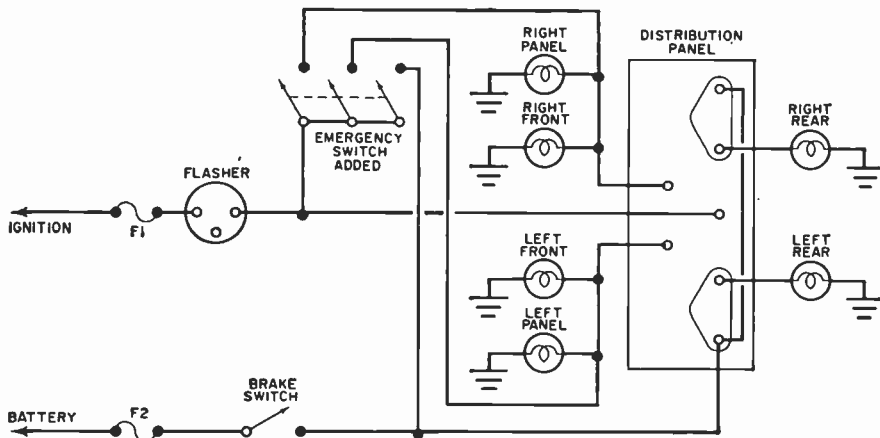 RIGHT
PANEL
DISTRIBUTION
PANEL
RIGHT
FRONT
RIGHT
REAR
EMERGENCY
SWITCH
ADDED
FLASHER
IGNITION
F1
LEFT
FRONT
LEFT
REAR
LEFT
PANEL
BATTERY
F2
BRAKE
SWITCH